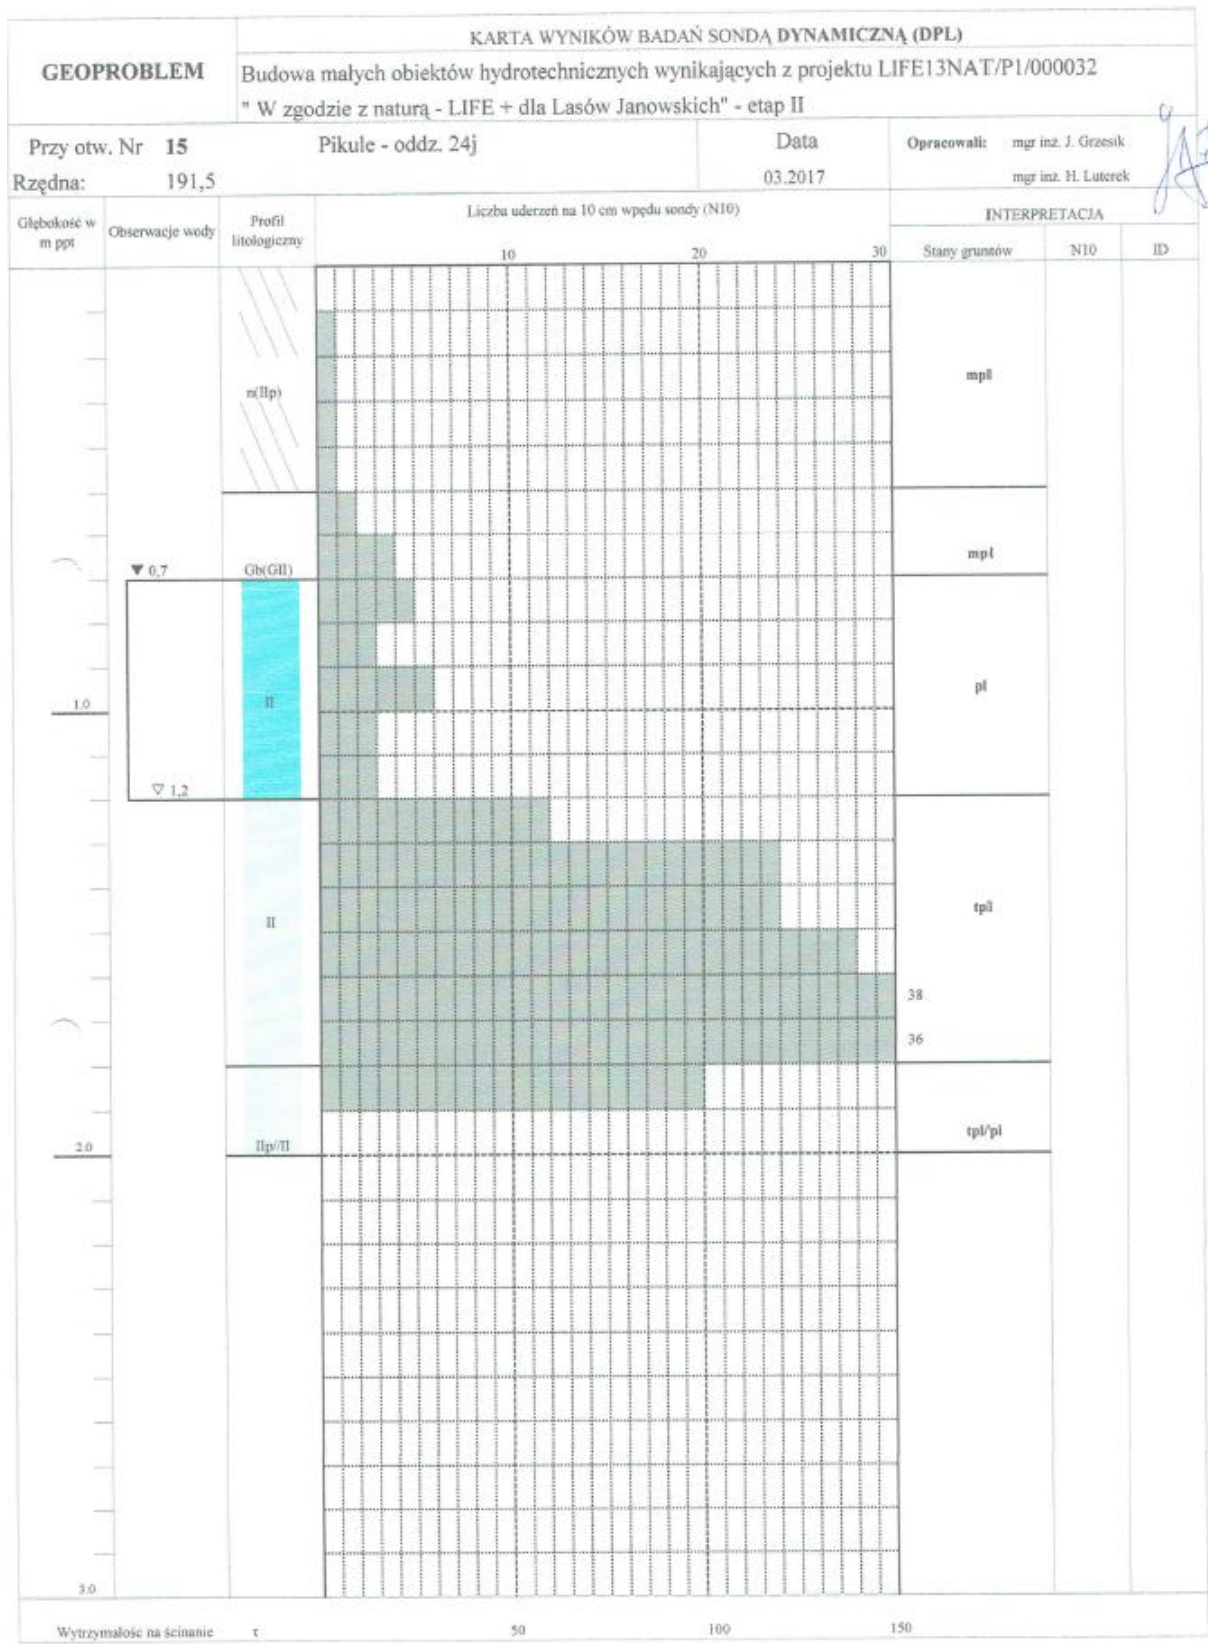 KARTA WYNIKÓW BADAŃ SONDĄ DYNAMICZNĄ (DPL)
GEOPROBLEM
Budowa małych obiektów hydrotechnicznych wynikających z projektu LIFE13NAT/P1/000032
" W zgodzie z naturą - LIFE + dla Lasów Janowskich" - etap II
Przy otw. Nr 15 Pikule - oddz. 24j Data Opracowali: mgr inż. J. Grzesik
Rzędna: 191,5 03.2017 mgr inż. H. Luterek
Głębokość w m ppt
Obserwacje wody
Profil litologiczny
Liczba uderzeń na 10 cm wpędu sondy (N10)
INTERPRETACJA
10 20 30 Stany gruntów N10 ID
mpl
n(IIp)
mpl
▼ 0,7 Gb(GII)
pl
1.0 II
▽ 1,2
tpl
II
38
36
tpl/pl
2.0 IIp//II
3.0
Wytrzymałość na ścinanie τ 50 100 150